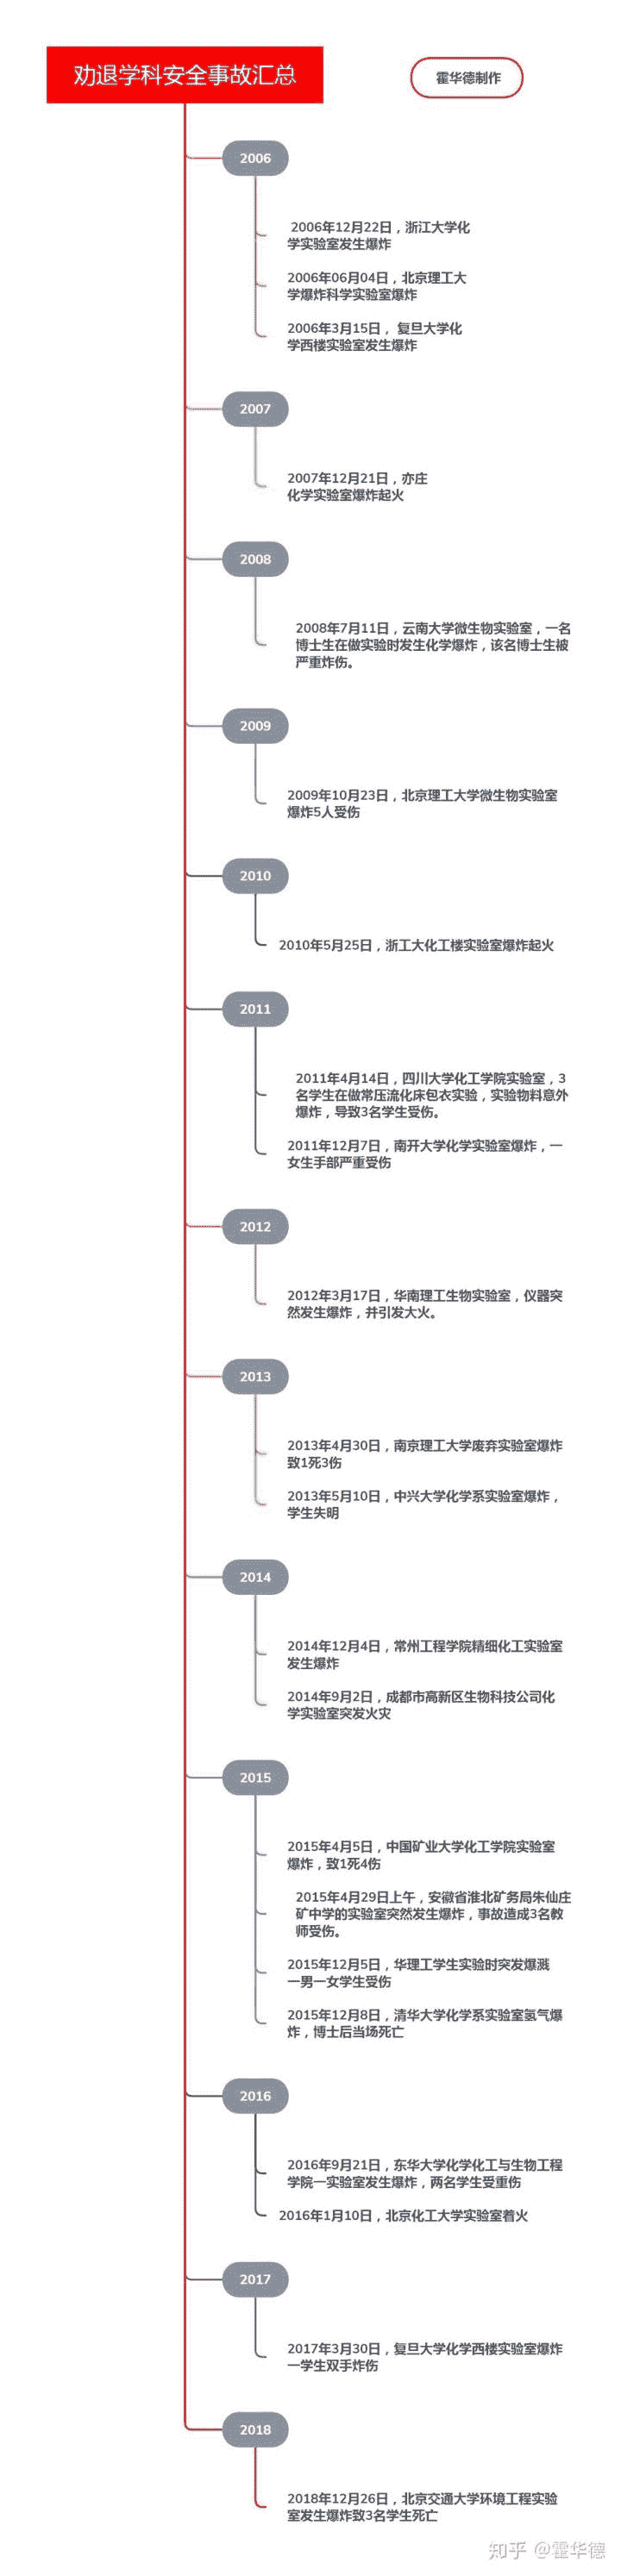 劝退学科安全事故汇总
霍华德制作
2006
2006年12月22日，浙江大学化
学实验室发生爆炸
2006年06月04日，北京理工大
学爆炸科学实验室爆炸
2006年3月15日， 复旦大学化
学西楼实验室发生爆炸
2007
2007年12月21日，亦庄
化学实验室爆炸起火
2008
2008年7月11日，云南大学微生物实验室，一名
博士生在做实验时发生化学爆炸，该名博士生被
严重炸伤。
2009
2009年10月23日，北京理工大学微生物实验室
爆炸5人受伤
2010
2010年5月25日，浙工大化工楼实验室爆炸起火
2011
2011年4月14日，四川大学化工学院实验室，3
名学生在做常压流化床包衣实验，实验物料意外
爆炸，导致3名学生受伤。
2011年12月7日，南开大学化学实验室爆炸，一
女生手部严重受伤
2012
2012年3月17日，华南理工生物实验室，仪器突
然发生爆炸，并引发大火。
2013
2013年4月30日，南京理工大学废弃实验室爆炸
致1死3伤
2013年5月10日，中兴大学化学系实验室爆炸，
学生失明
2014
2014年12月4日，常州工程学院精细化工实验室
发生爆炸
2014年9月2日，成都市高新区生物科技公司化
学实验室突发火灾
2015
2015年4月5日，中国矿业大学化工学院实验室
爆炸，致1死4伤
2015年4月29日上午，安徽省淮北矿务局朱仙庄
矿中学的实验室突然发生爆炸，事故造成3名教
师受伤。
2015年12月5日，华理工学生实验时突发爆溅
一男一女学生受伤
2015年12月8日，清华大学化学系实验室氢气爆
炸，博士后当场死亡
2016
2016年9月21日，东华大学化学化工与生物工程
学院一实验室发生爆炸，两名学生受重伤
2016年1月10日，北京化工大学实验室着火
2017
2017年3月30日，复旦大学化学西楼实验室爆炸
一学生双手炸伤
2018
2018年12月26日，北京交通大学环境工程实验
室发生爆炸致3名学生死亡
知乎 @霍华德